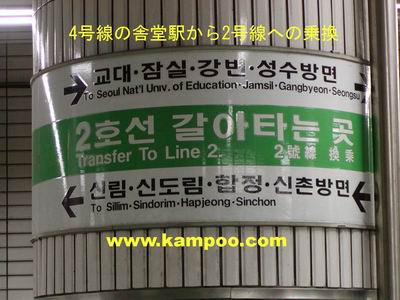 4号線の舎堂駅から2号線への乗換
교대·잠실·강변·성수방면
To Seoul Nat'l Univ. of Education·Jamsil·Gangbyeon·Seongsu
2호선 갈아타는 곳
Transfer To Line 2. 2號線 換乘
신림·신도림·합정·신촌방면
To Sillim·Sindorim·Hapjeong·Sinchon
www.kampoo.com